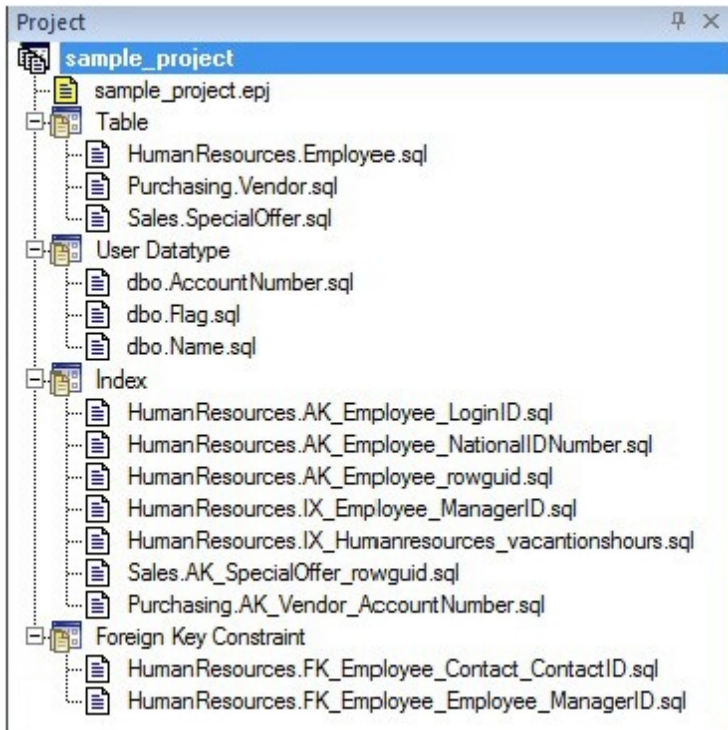 Project
sample_project
sample_project.epj
Table
HumanResources.Employee.sql
Purchasing.Vendor.sql
Sales.SpecialOffer.sql
User Datatype
dbo.AccountNumber.sql
dbo.Flag.sql
dbo.Name.sql
Index
HumanResources.AK_Employee_LoginID.sql
HumanResources.AK_Employee_NationalIDNumber.sql
HumanResources.AK_Employee_rowguid.sql
HumanResources.IX_Employee_ManagerID.sql
HumanResources.IX_Humanresources_vacantionshours.sql
Sales.AK_SpecialOffer_rowguid.sql
Purchasing.AK_Vendor_AccountNumber.sql
Foreign Key Constraint
HumanResources.FK_Employee_Contact_ContactID.sql
HumanResources.FK_Employee_Employee_ManagerID.sql